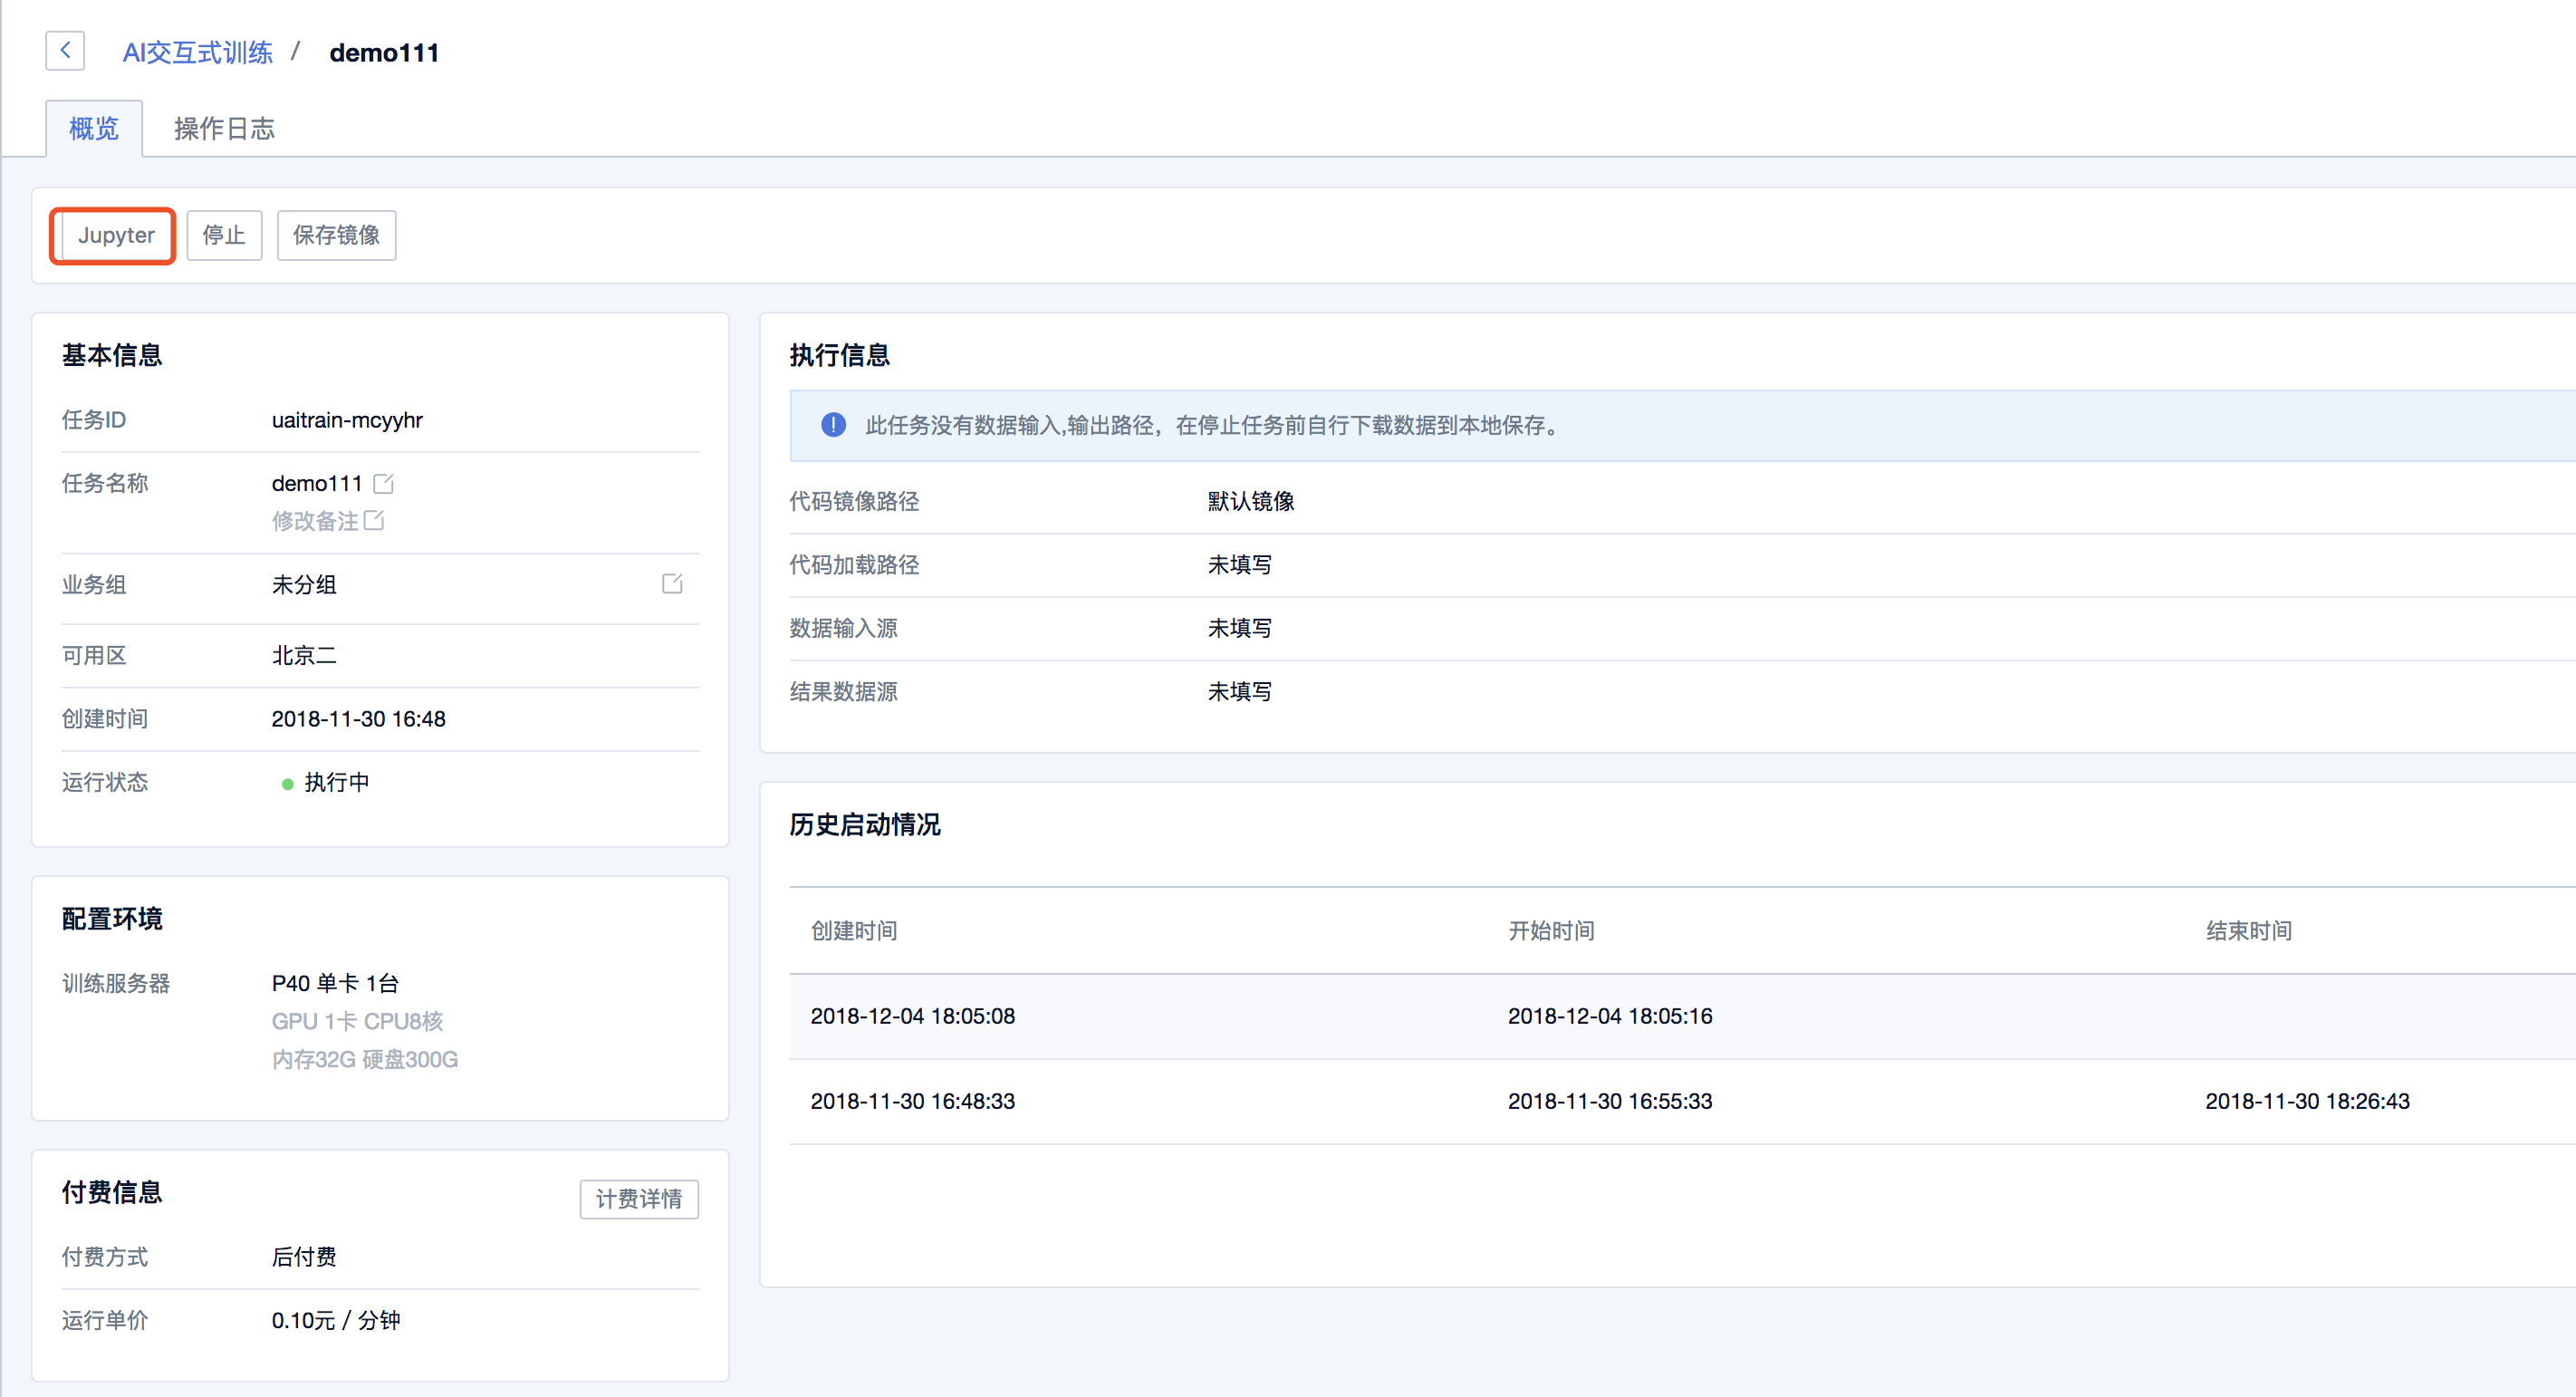 AI交互式训练 / demo111
概览 操作日志
Jupyter 停止 保存镜像
基本信息
任务ID uaitrain-mcyyhr
任务名称 demo111
修改备注
业务组 未分组
可用区 北京二
创建时间 2018-11-30 16:48
运行状态 执行中
配置环境
训练服务器 P40 单卡 1台
GPU 1卡 CPU8核
内存32G 硬盘300G
付费信息 计费详情
付费方式 后付费
运行单价 0.10元 / 分钟
执行信息
此任务没有数据输入,输出路径，在停止任务前自行下载数据到本地保存。
代码镜像路径 默认镜像
代码加载路径 未填写
数据输入源 未填写
结果数据源 未填写
历史启动情况
创建时间 开始时间 结束时间
2018-12-04 18:05:08 2018-12-04 18:05:16
2018-11-30 16:48:33 2018-11-30 16:55:33 2018-11-30 18:26:43